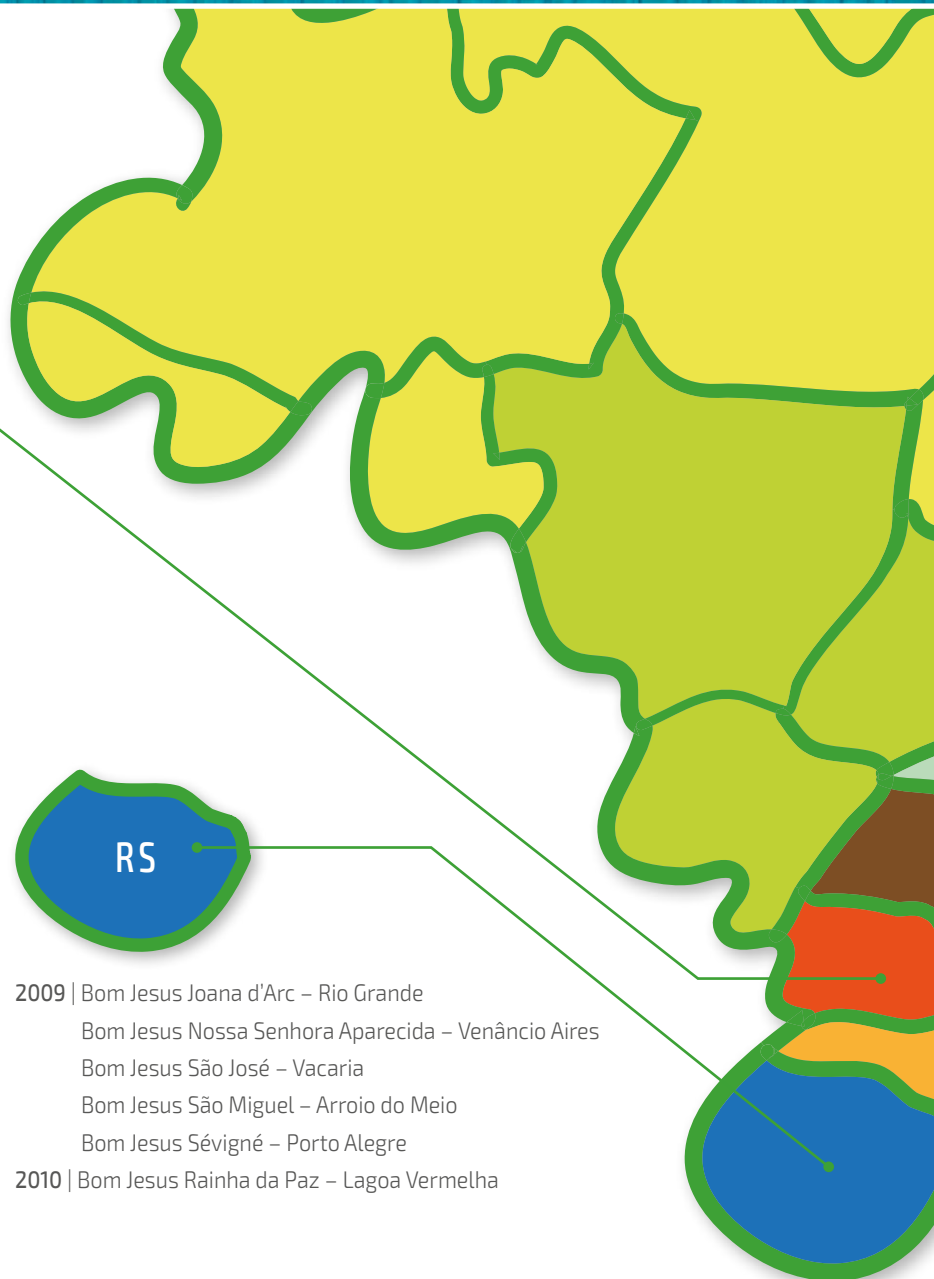 RS
2009 | Bom Jesus Joana d’Arc – Rio Grande
Bom Jesus Nossa Senhora Aparecida – Venâncio Aires
Bom Jesus São José – Vacaria
Bom Jesus São Miguel – Arroio do Meio
Bom Jesus Sévigné – Porto Alegre
2010 | Bom Jesus Rainha da Paz – Lagoa Vermelha